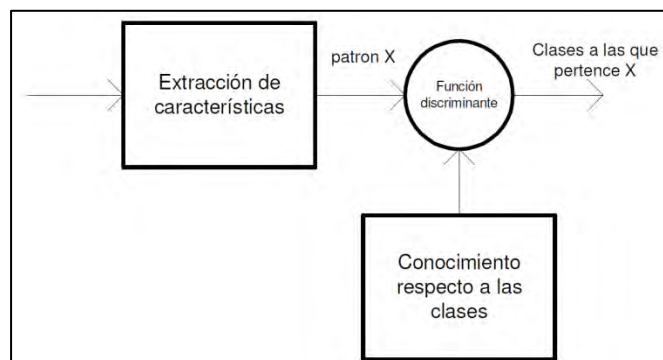 Extracción de
características
patron X
Función
discriminante
Clases a las que
pertence X
Conocimiento
respecto a las
clases